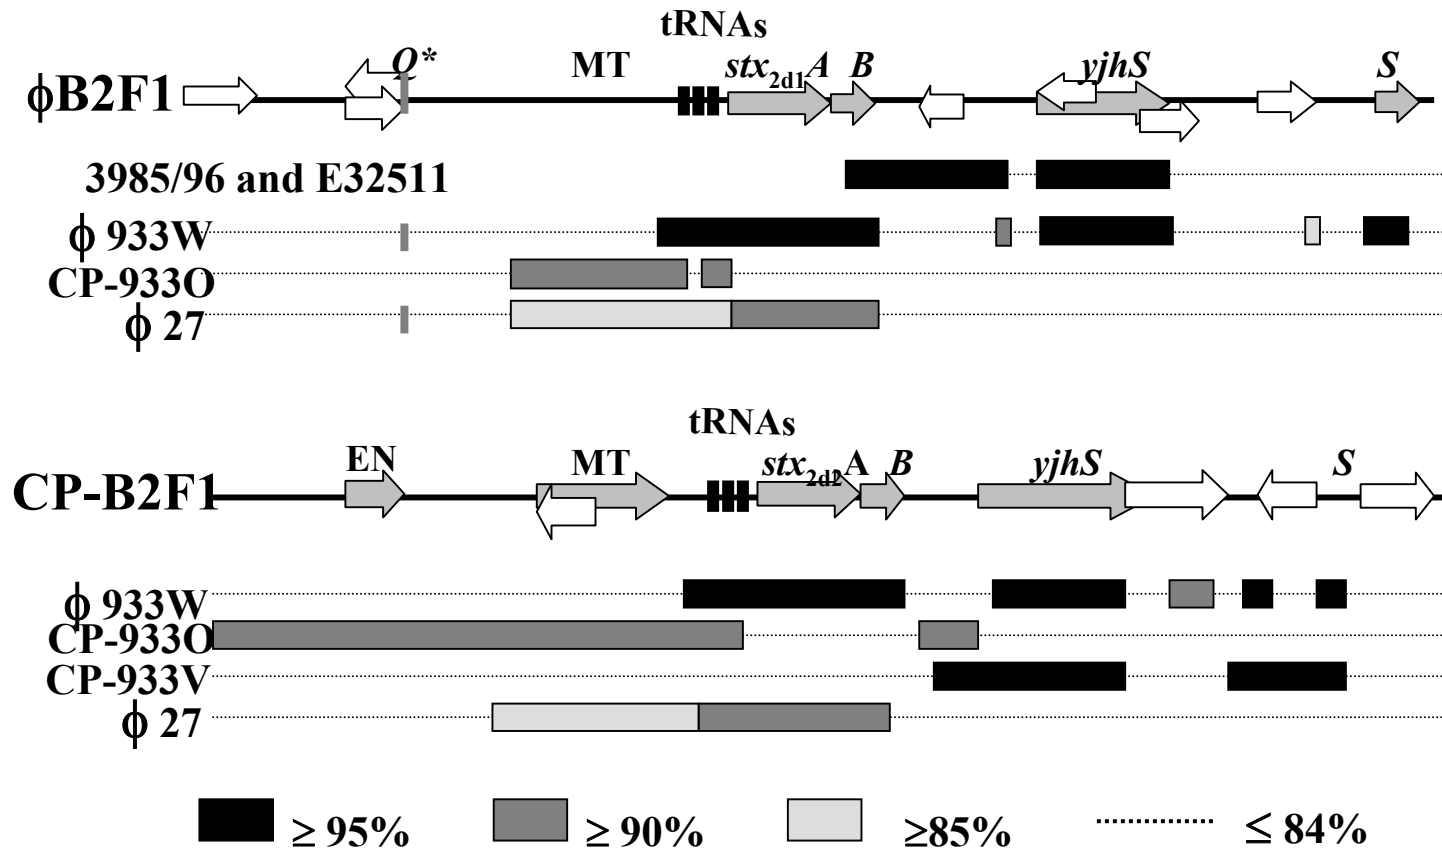 tRNAs
Q* MT stx2d1A B yjhS S
ϕB2F1
3985/96 and E32511
ϕ 933W
CP-933O
ϕ 27
tRNAs
EN MT stx2d2A B yjhS S
CP-B2F1
ϕ 933W
CP-933O
CP-933V
ϕ 27
≥ 95% ≥ 90% ≥85% ≤ 84%